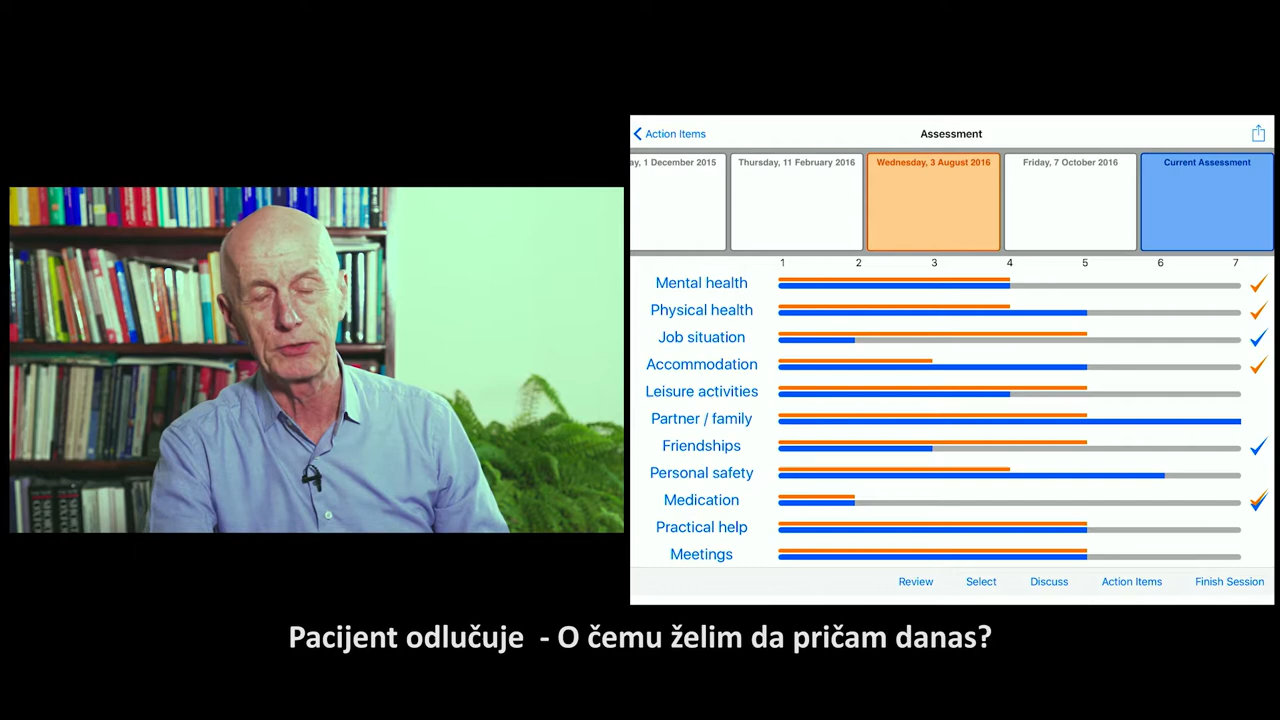 Action Items
Assessment
ay, 1 December 2015
Thursday, 11 February 2016
Wednesday, 3 August 2016
Friday, 7 October 2016
Current Assessment
1 2 3 4 5 6 7
Mental health
Physical health
Job situation
Accommodation
Leisure activities
Partner / family
Friendships
Personal safety
Medication
Practical help
Meetings
Review Select Discuss Action Items Finish Session
Pacijent odlučuje - O čemu želim da pričam danas?